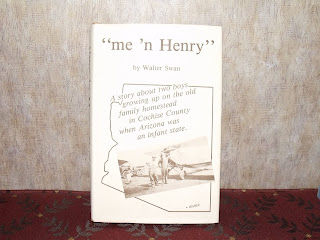 “me ’n Henry”
by Walter Swan
A story about two boys
growing up on the old
family homestead
in Cochise County
when Arizona was
an infant state.